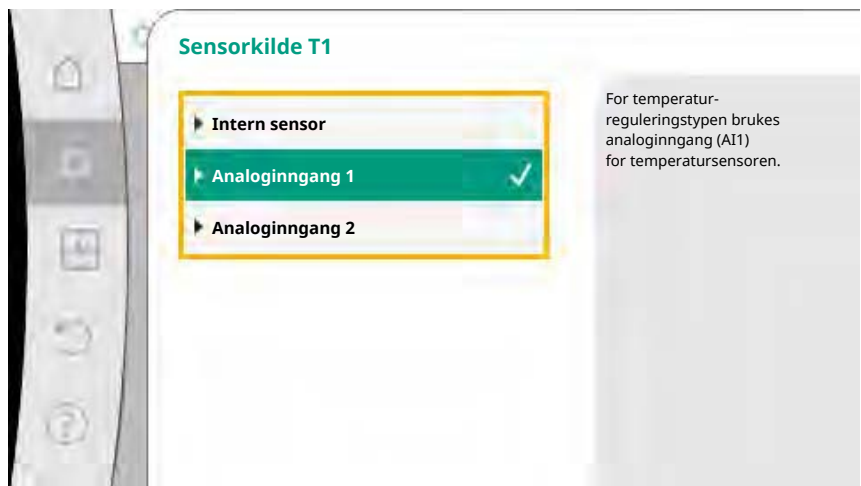 Sensorkilde T1
Intern sensor
Analoginngang 1
Analoginngang 2
For temperatur-
reguleringstypen brukes
analoginngang (AI1)
for temperatursensoren.